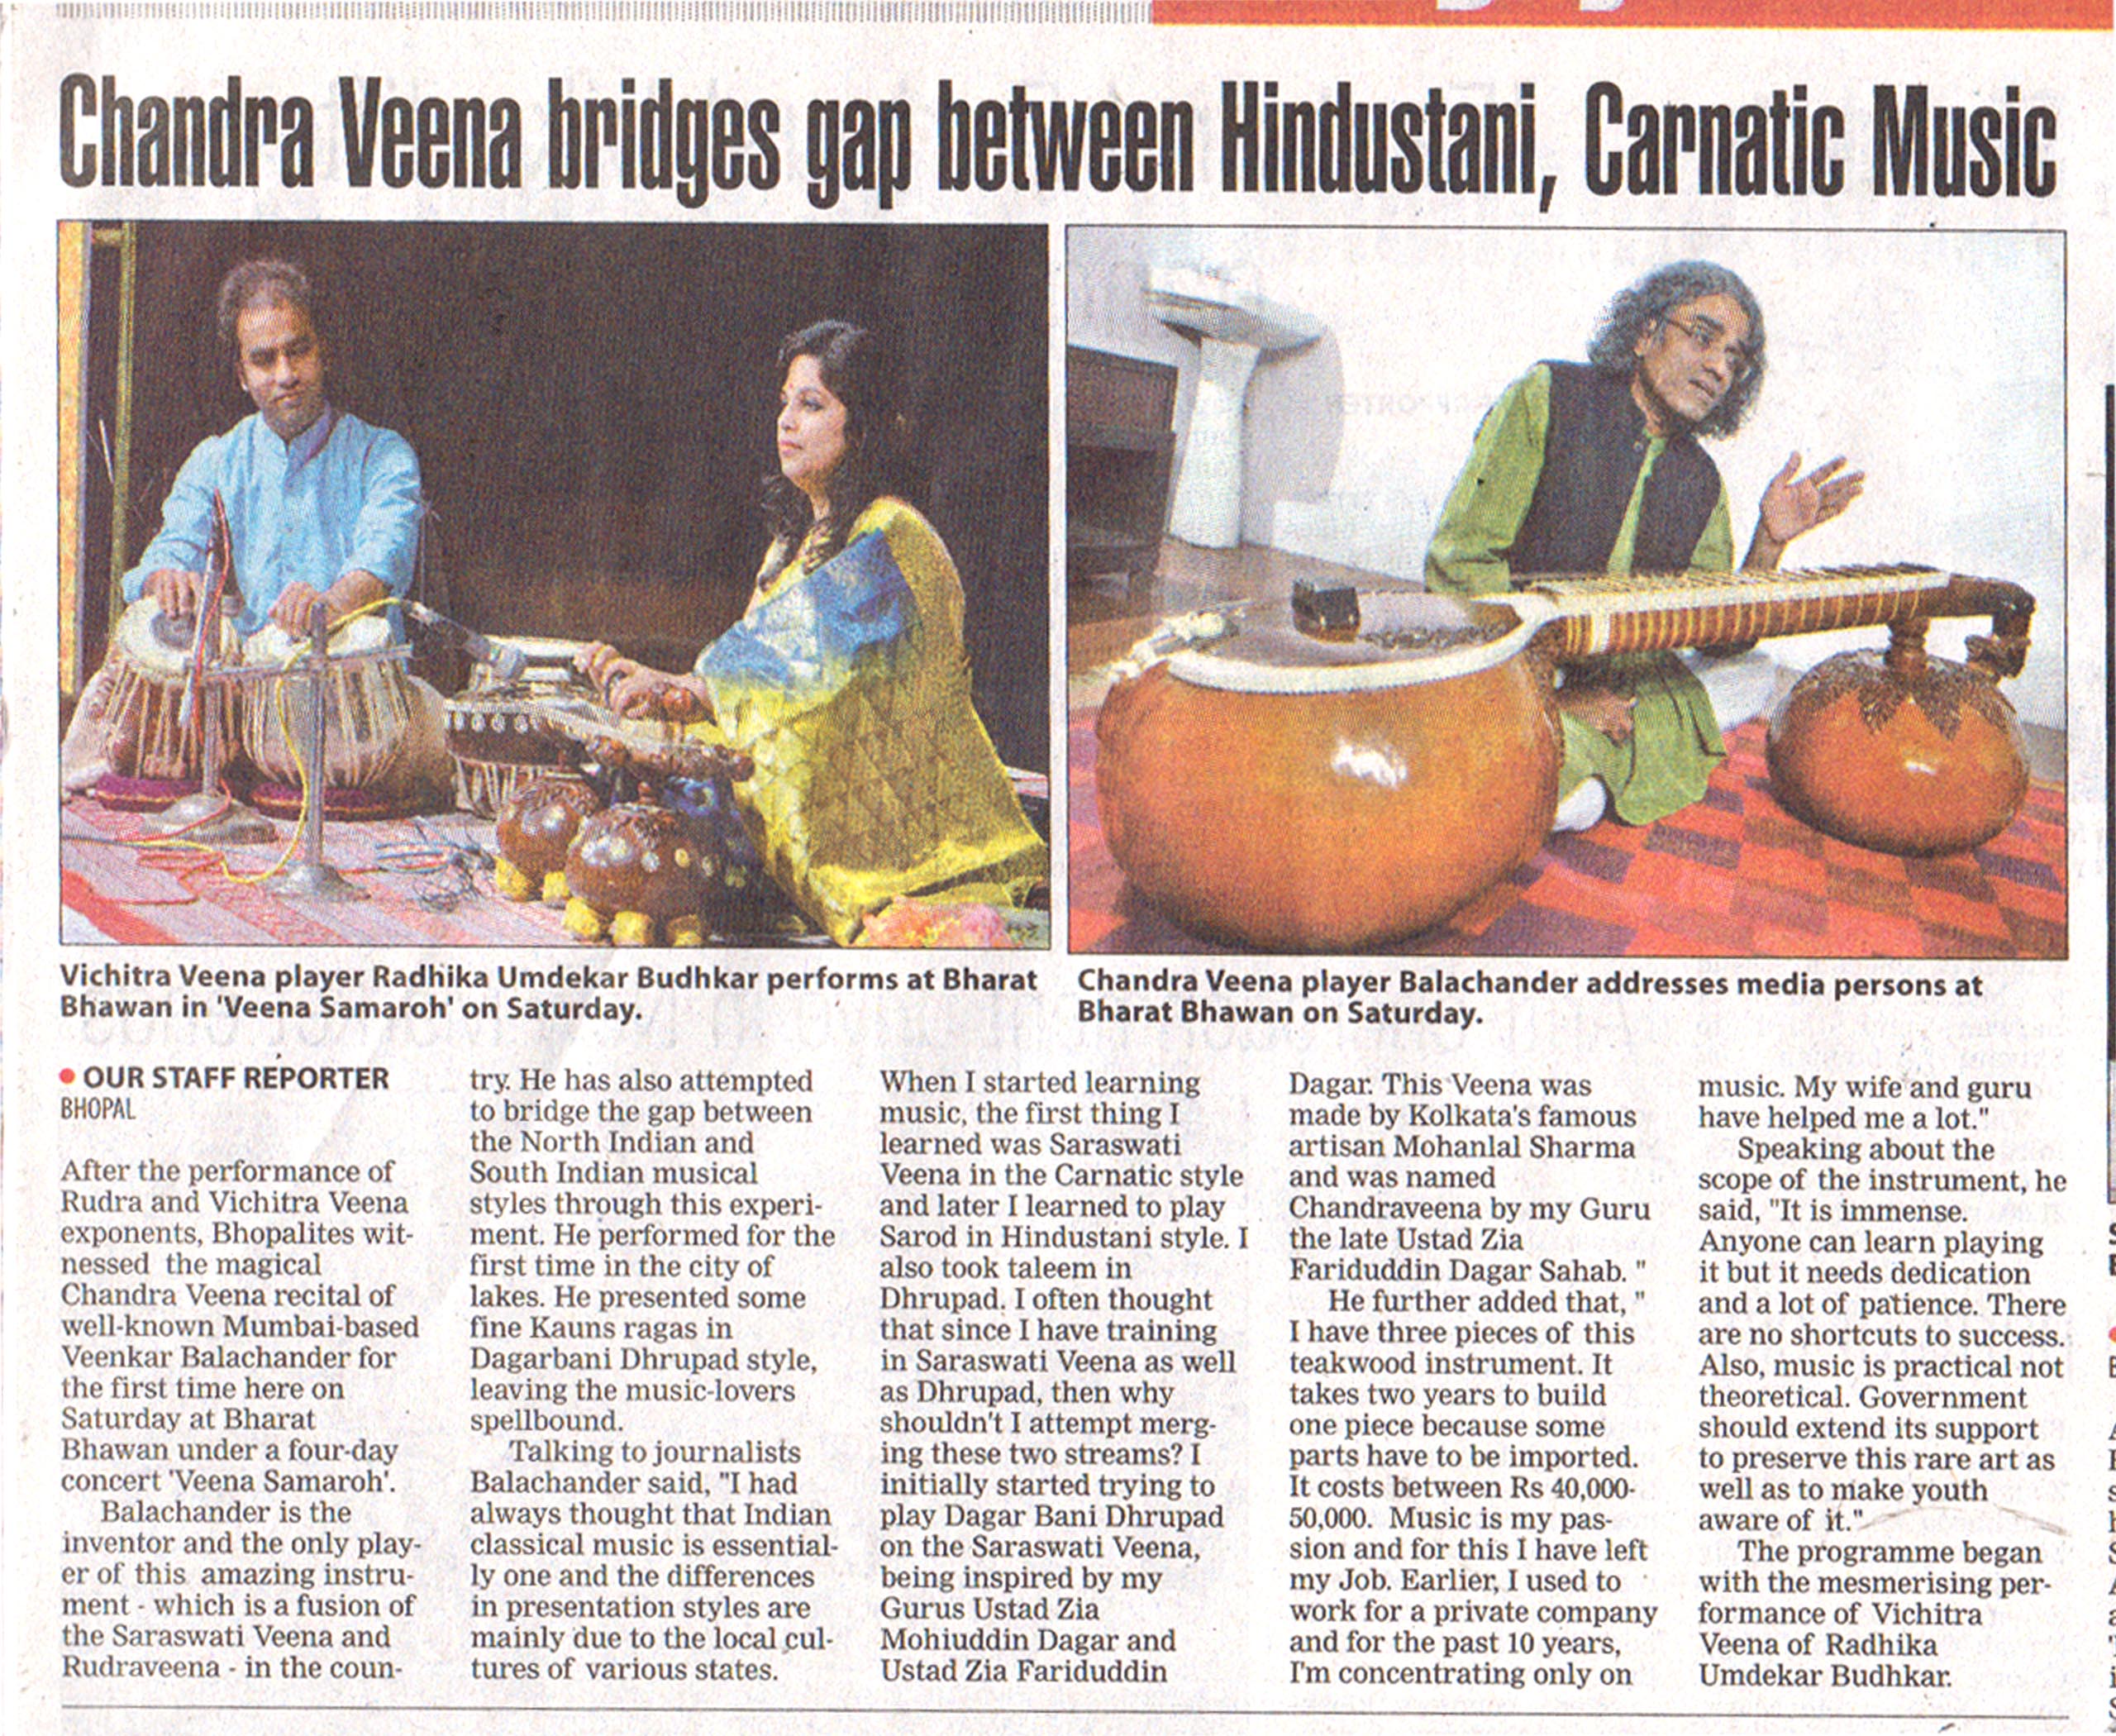 Chandra Veena bridges gap between Hindustani, Carnatic Music
Vichitra Veena player Radhika Umdekar Budhkar performs at Bharat
Bhawan in 'Veena Samaroh' on Saturday.
Chandra Veena player Balachander addresses media persons at
Bharat Bhawan on Saturday.
• OUR STAFF REPORTER
BHOPAL
After the performance of
Rudra and Vichitra Veena
exponents, Bhopalites wit-
nessed the magical
Chandra Veena recital of
well-known Mumbai-based
Veenkar Balachander for
the first time here on
Saturday at Bharat
Bhawan under a four-day
concert 'Veena Samaroh'.
Balachander is the
inventor and the only play-
er of this amazing instru-
ment - which is a fusion of
the Saraswati Veena and
Rudraveena - in the coun-
try. He has also attempted
to bridge the gap between
the North Indian and
South Indian musical
styles through this experi-
ment. He performed for the
first time in the city of
lakes. He presented some
fine Kauns ragas in
Dagarbani Dhrupad style,
leaving the music-lovers
spellbound.
Talking to journalists
Balachander said, "I had
always thought that Indian
classical music is essential-
ly one and the differences
in presentation styles are
mainly due to the local cul-
tures of various states.
When I started learning
music, the first thing I
learned was Saraswati
Veena in the Carnatic style
and later I learned to play
Sarod in Hindustani style. I
also took taleem in
Dhrupad. I often thought
that since I have training
in Saraswati Veena as well
as Dhrupad, then why
shouldn't I attempt merg-
ing these two streams? I
initially started trying to
play Dagar Bani Dhrupad
on the Saraswati Veena,
being inspired by my
Gurus Ustad Zia
Mohiuddin Dagar and
Ustad Zia Fariduddin
Dagar. This Veena was
made by Kolkata's famous
artisan Mohanlal Sharma
and was named
Chandraveena by my Guru
the late Ustad Zia
Fariduddin Dagar Sahab. "
He further added that, "
I have three pieces of this
teakwood instrument. It
takes two years to build
one piece because some
parts have to be imported.
It costs between Rs 40,000-
50,000. Music is my pas-
sion and for this I have left
my Job. Earlier, I used to
work for a private company
and for the past 10 years,
I'm concentrating only on
music. My wife and guru
have helped me a lot."
Speaking about the
scope of the instrument, he
said, "It is immense.
Anyone can learn playing
it but it needs dedication
and a lot of patience. There
are no shortcuts to success.
Also, music is practical not
theoretical. Government
should extend its support
to preserve this rare art as
well as to make youth
aware of it."
The programme began
with the mesmerising per-
formance of Vichitra
Veena of Radhika
Umdekar Budhkar.